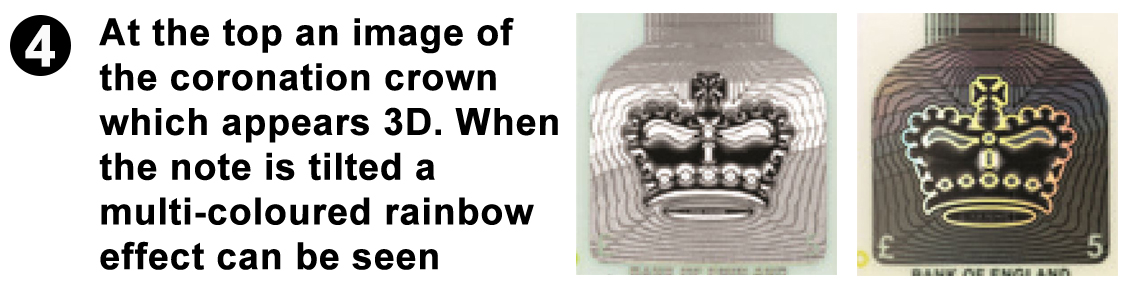 4
At the top an image of
the coronation crown
which appears 3D. When
the note is tilted a
multi-coloured rainbow
effect can be seen
£ 5
BANK OF ENGLAND